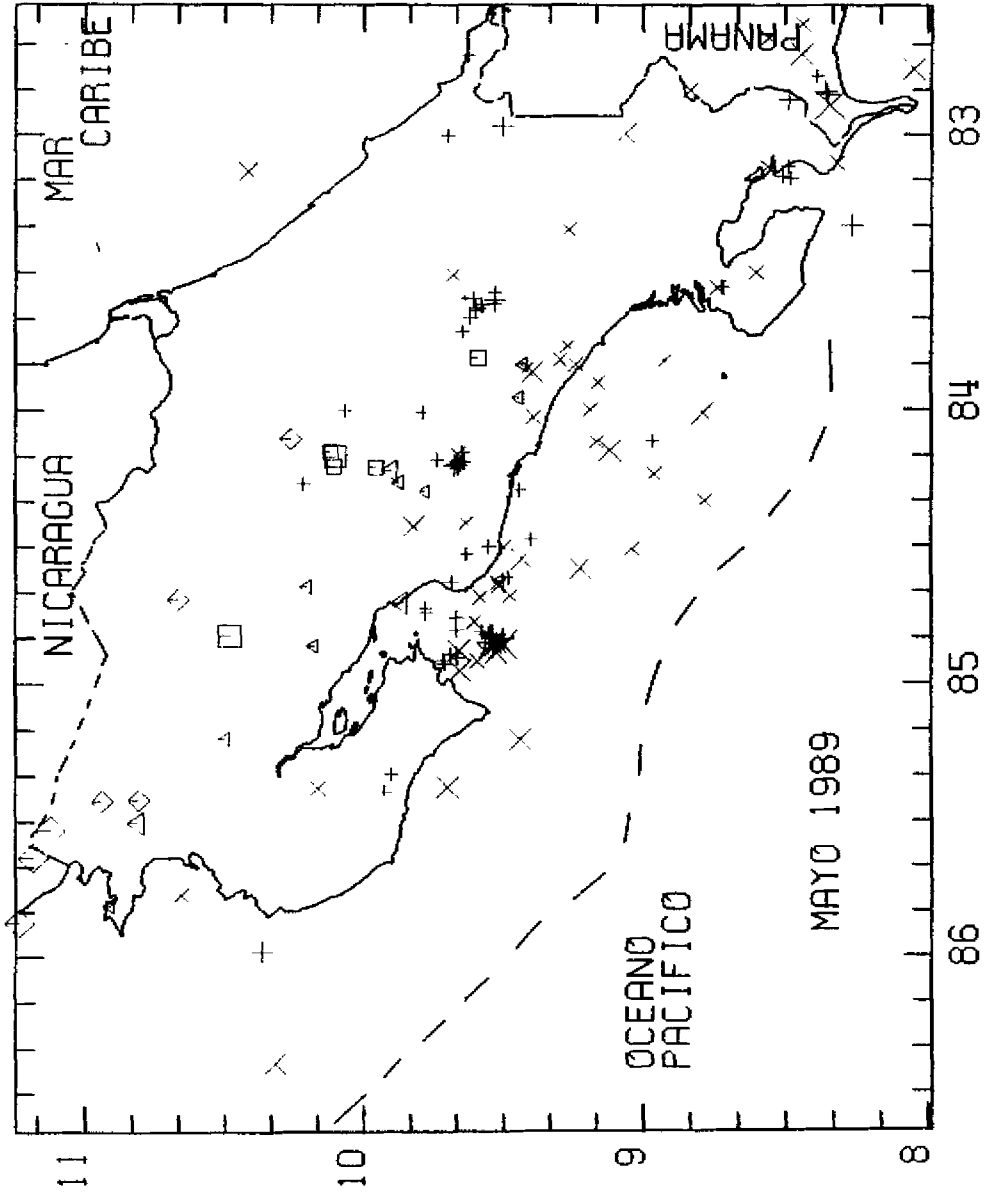 NICARAGUA
MAR
CARIBE
PANAMA
OCEANO
PACIFICO
MAYO 1989
11
10
9
8
86
85
84
83